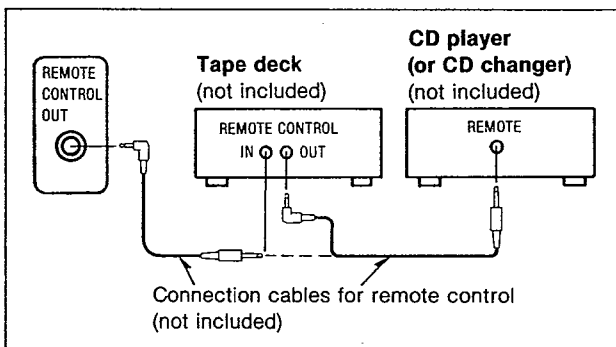 REMOTE
CONTROL
OUT
Tape deck
(not included)
REMOTE CONTROL
IN OUT
CD player
(or CD changer)
(not included)
REMOTE
Connection cables for remote control
(not included)